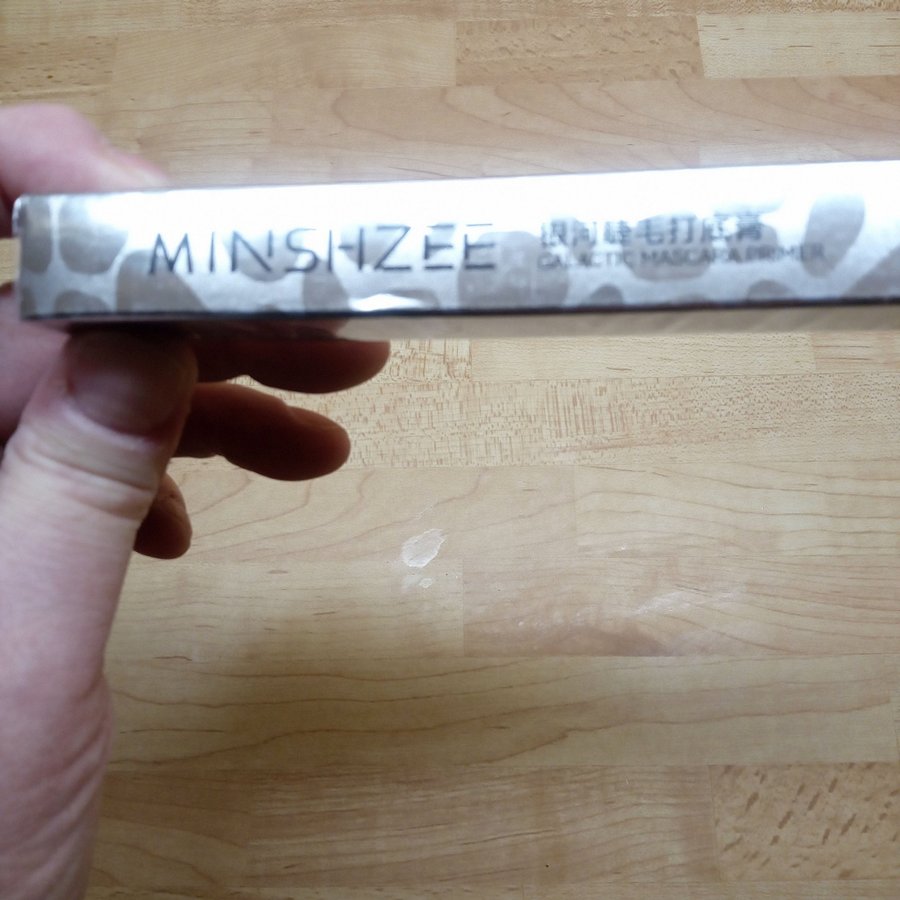 MINSHZEE
银河睫毛打底膏
GALACTIC MASCARA PRIMER